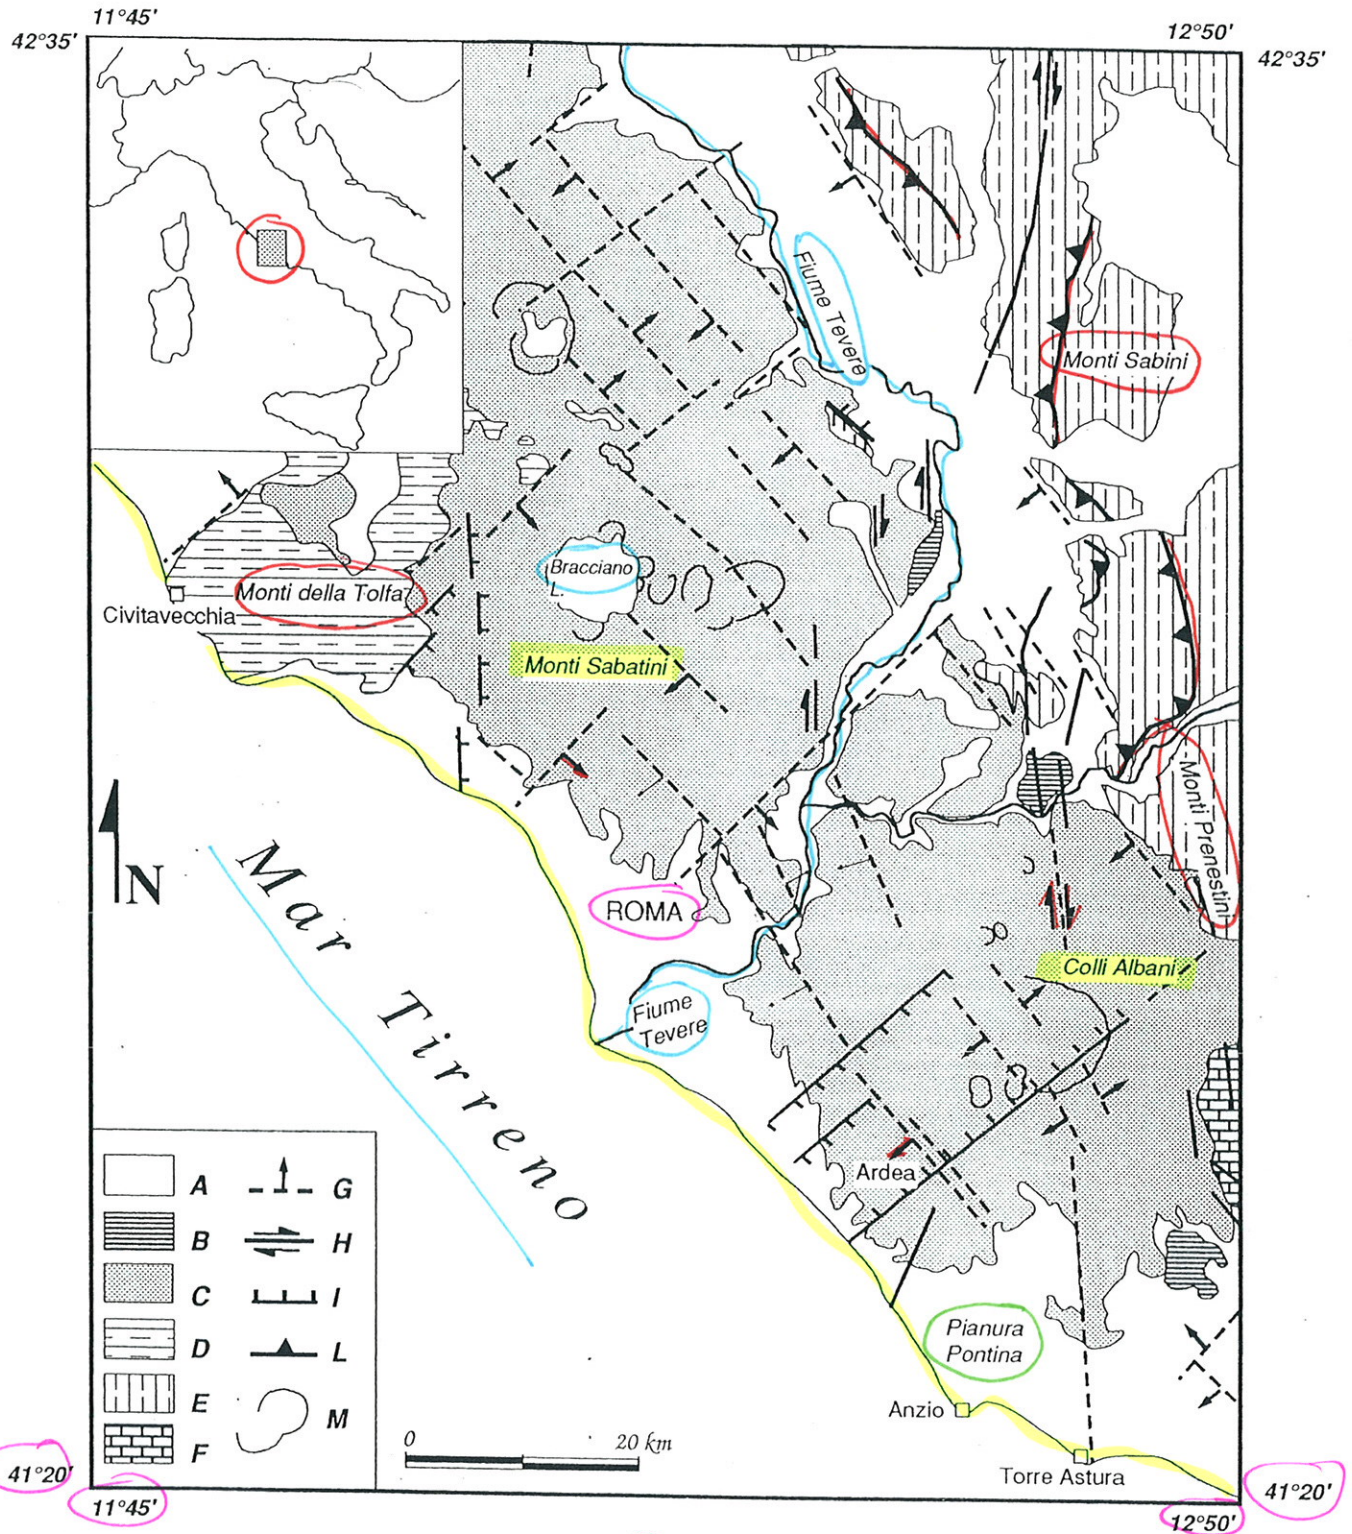 11°45'
42°35'
12°50'
42°35'
Fiume Tevere
Monti Sabini
Bracciano
L.
Monti della Tolfa
Civitavecchia
Monti Sabatini
Monti Prenestini
N
Mar Tirreno
ROMA
Colli Albani
Fiume
Tevere
Ardea
A
G
B
H
C
I
D
L
E
M
F
Pianura
Pontina
Anzio
0
20 km
Torre Astura
41°20'
11°45'
12°50'
41°20'